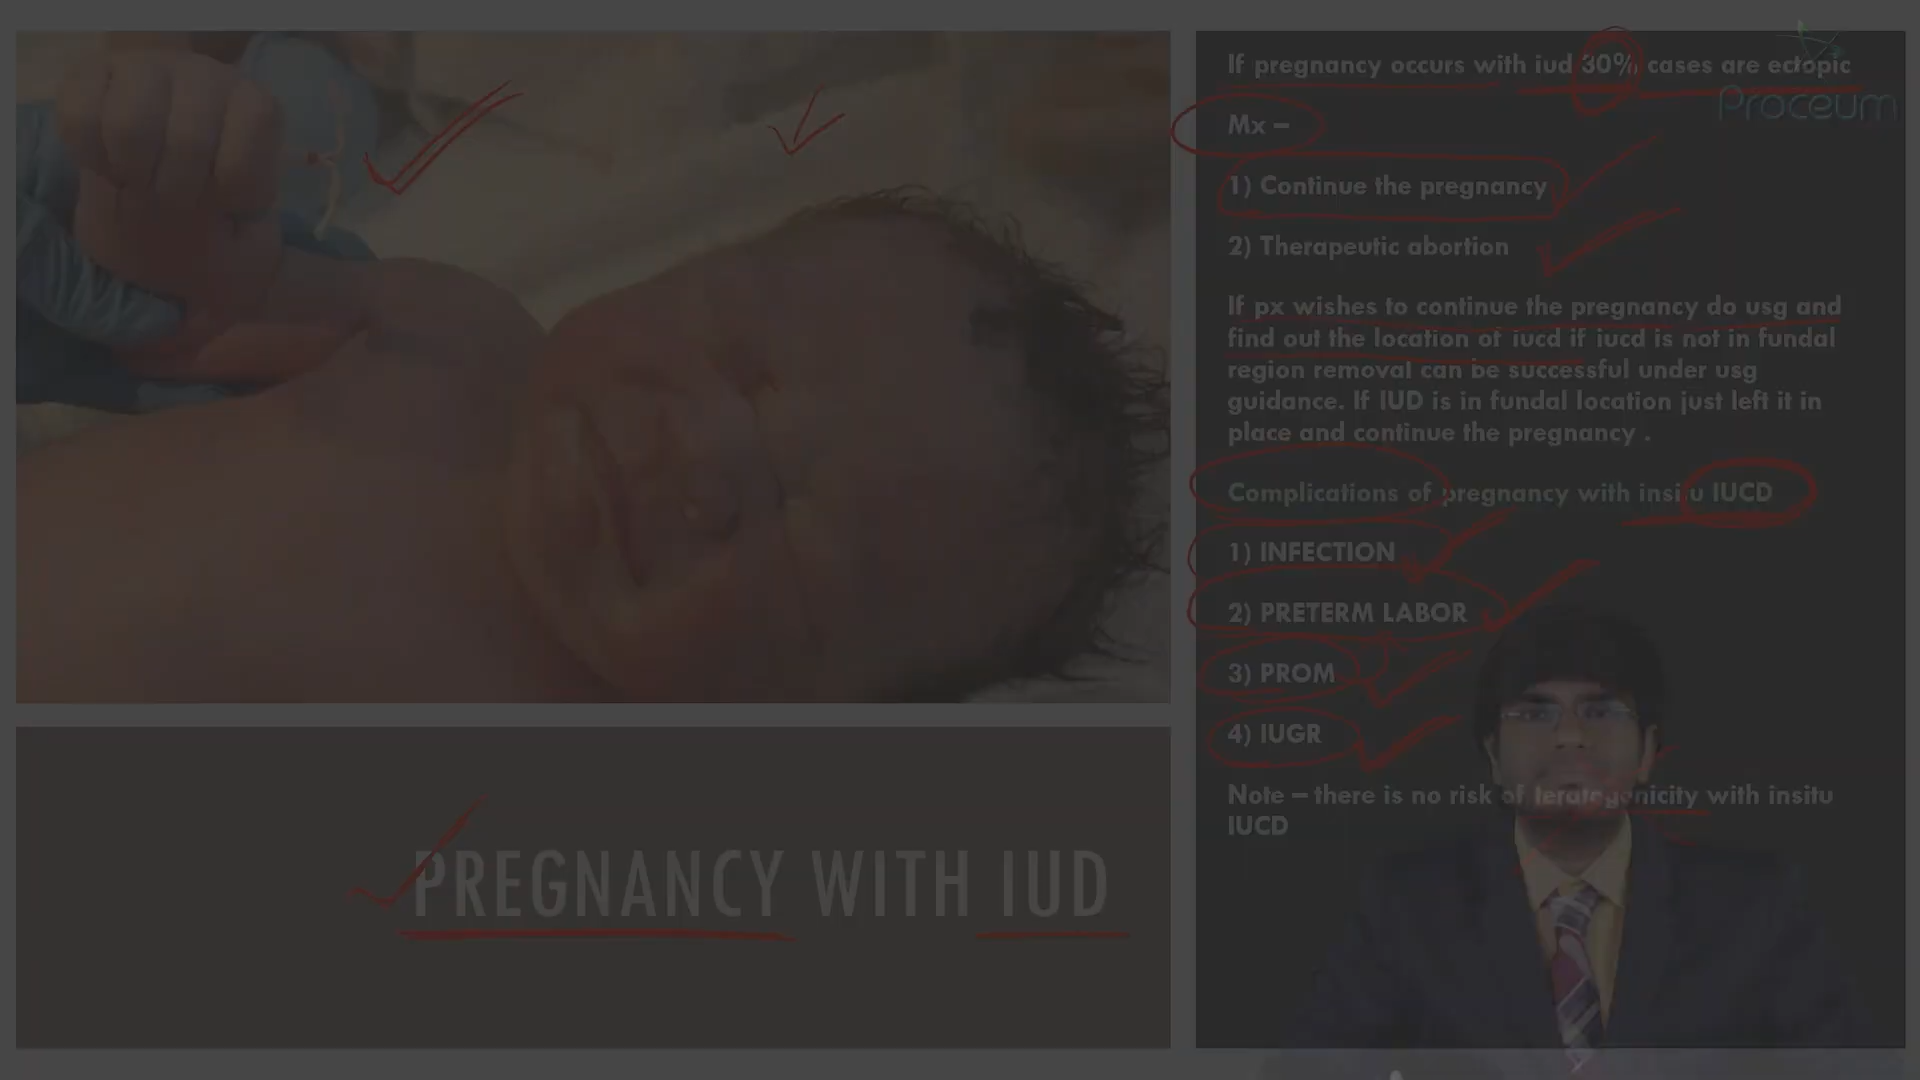 If pregnancy occurs with iud 30% cases are ectopic
Proceum
Mx –
1) Continue the pregnancy
2) Therapeutic abortion
If px wishes to continue the pregnancy do usg and
find out the location of iucd if iucd is not in fundal
region removal can be successful under usg
guidance. If IUD is in fundal location just left it in
place and continue the pregnancy .
Complications of pregnancy with insitu IUCD
1) INFECTION
2) PRETERM LABOR
3) PROM
4) IUGR
Note – there is no risk of teratogonicity with insitu
IUCD
PREGNANCY WITH IUD